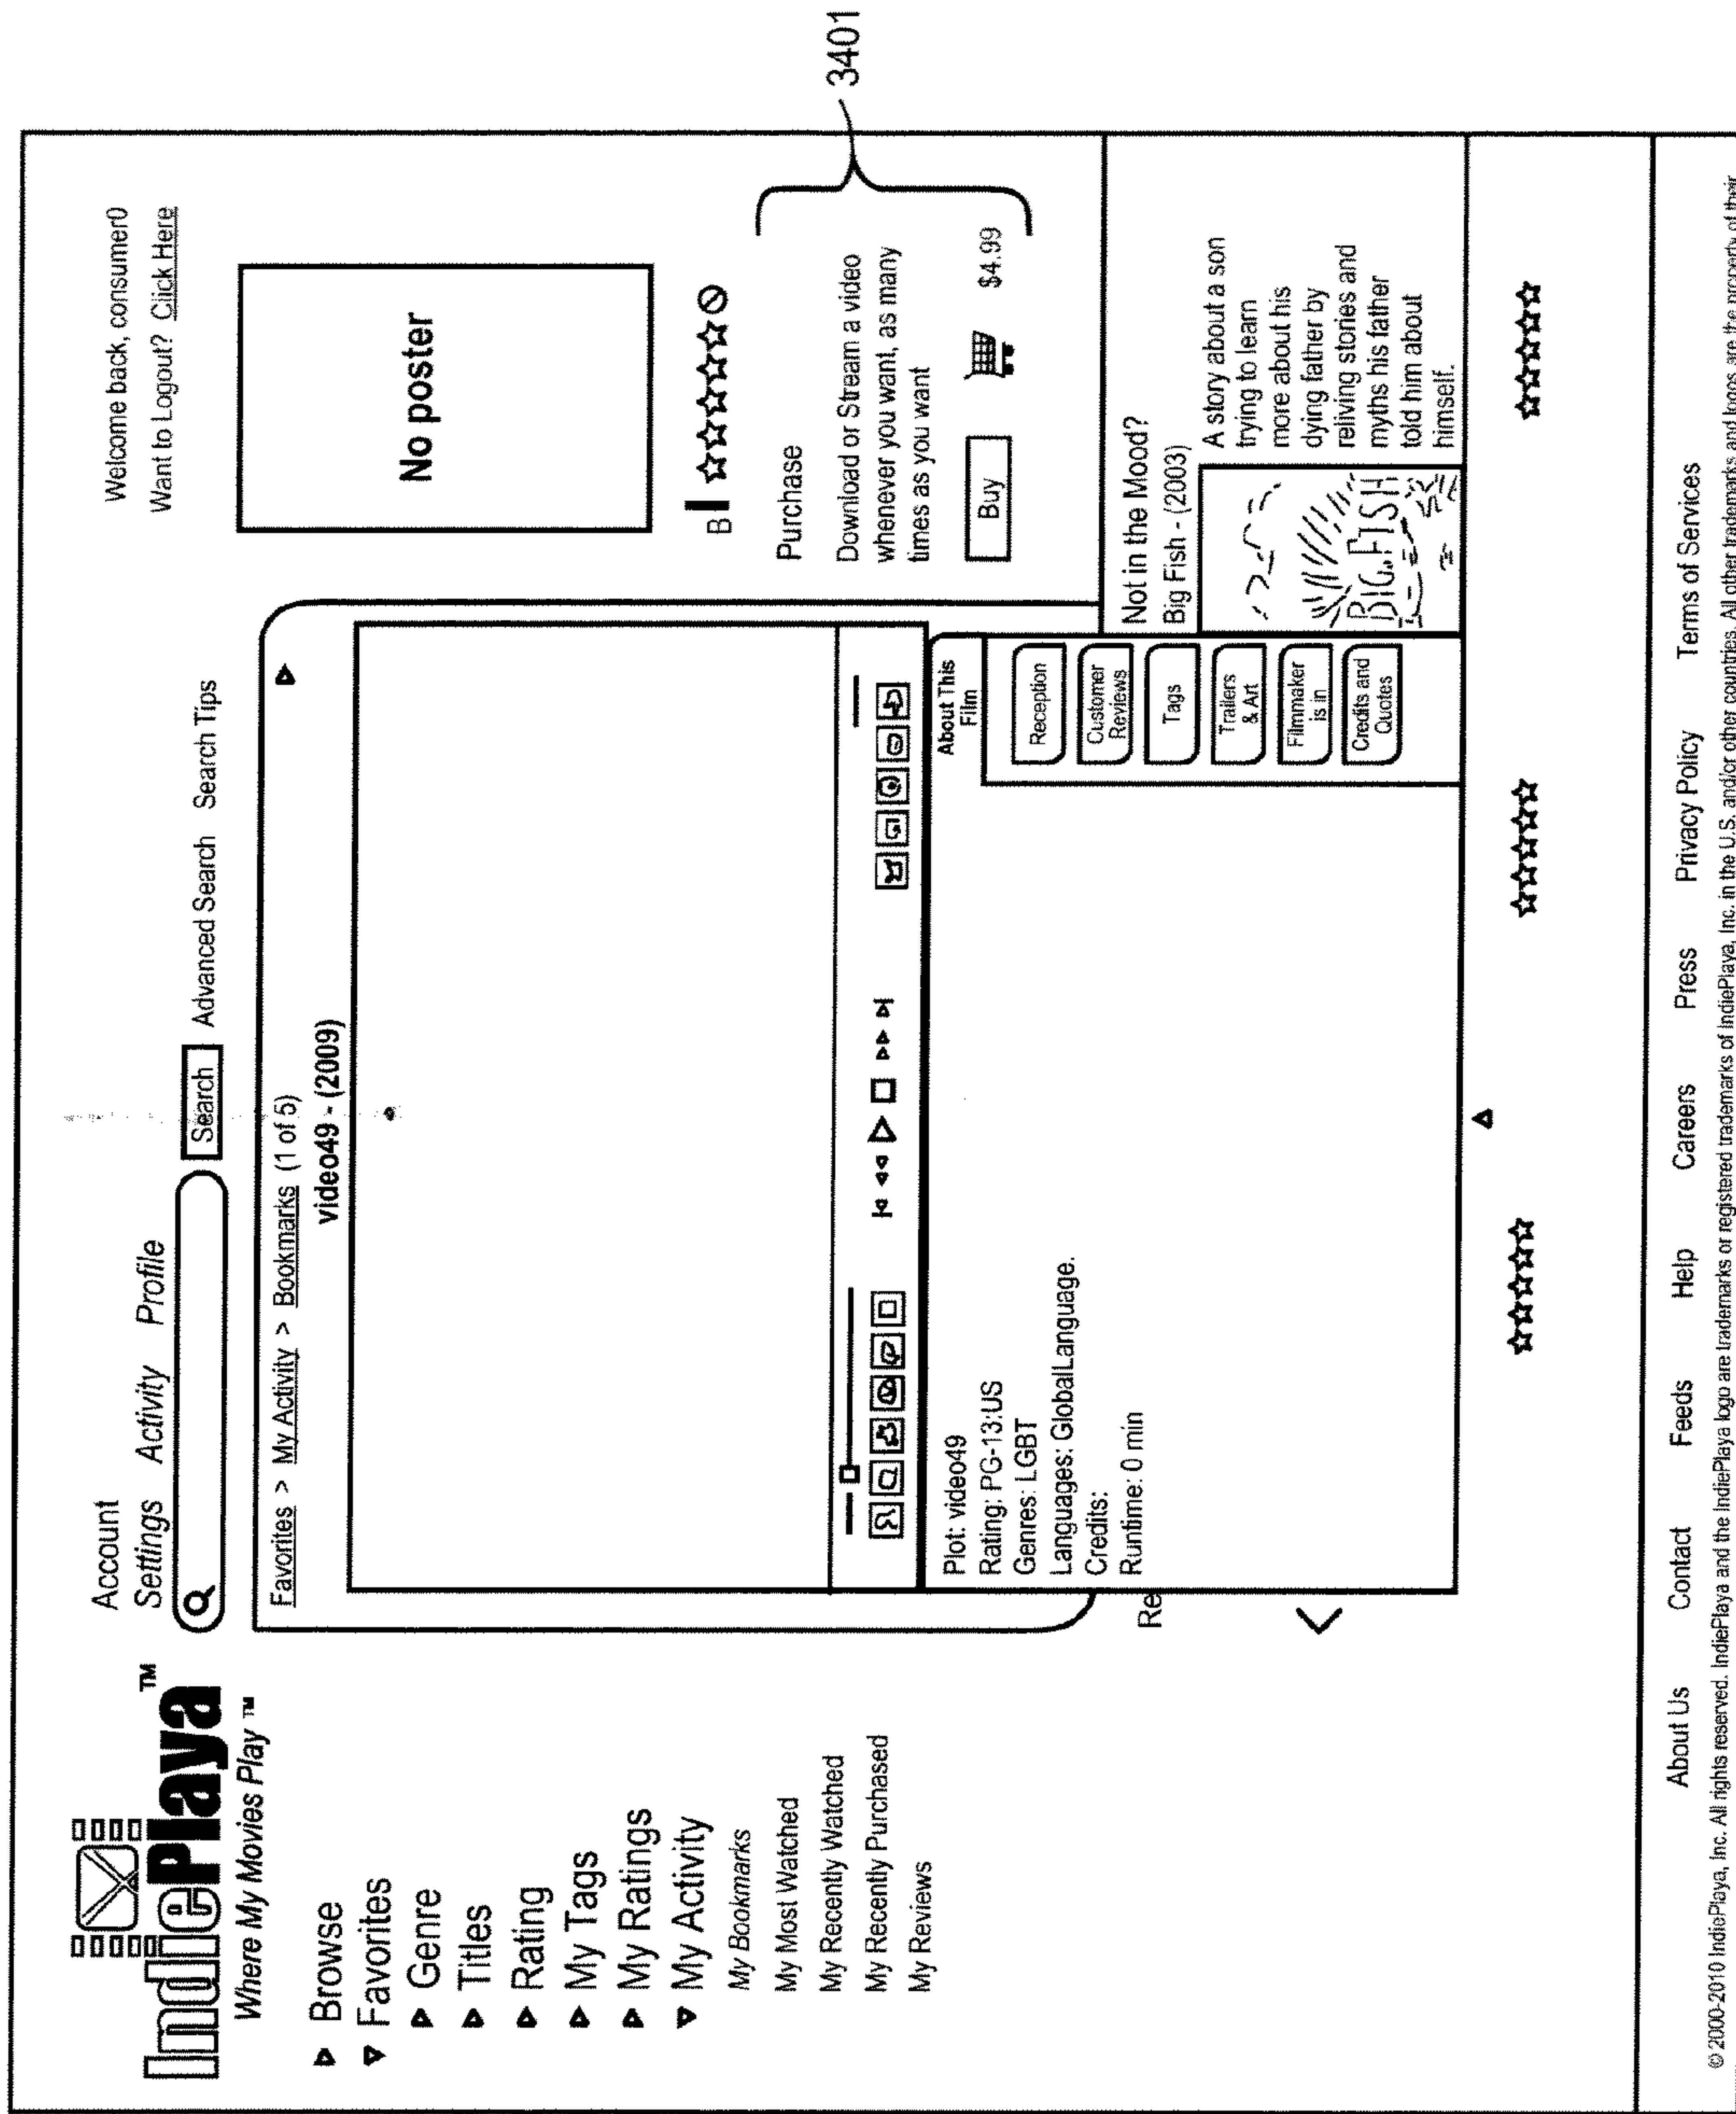 IndiePlaya™
Where My Movies Play™
Account
Settings Activity Profile
Search Advanced Search Search Tips
Welcome back, consumer0
Want to Logout? Click Here
Browse
Favorites
Genre
Titles
Rating
My Tags
My Ratings
My Activity
My Bookmarks
My Most Watched
My Recently Watched
My Recently Purchased
My Reviews
Favorites > My Activity > Bookmarks (1 of 5)
video49 - (2009)
Plot: video49
Rating: PG-13:US
Genres: LGBT
Languages: GlobalLanguage.
Credits:
Runtime: 0 min
Re
About This
Film
Reception
Customer
Reviews
Tags
Trailers
& Art
Filmmaker
is in
Credits and
Quotes
No poster
B
Purchase
Download or Stream a video
whenever you want, as many
times as you want
Buy $4.99
3401
Not in the Mood?
Big Fish - (2003)
BIG FISH
A story about a son
trying to learn
more about his
dying father by
reliving stories and
myths his father
told him about
himself.
About Us Contact Feeds Help Careers Press Privacy Policy Terms of Services
© 2000-2010 IndiePlaya, Inc. All rights reserved. IndiePlaya and the IndiePlaya logo are trademarks or registered trademarks of IndiePlaya, Inc. in the U.S. and/or other countries. All other trademarks and logos are the property of their